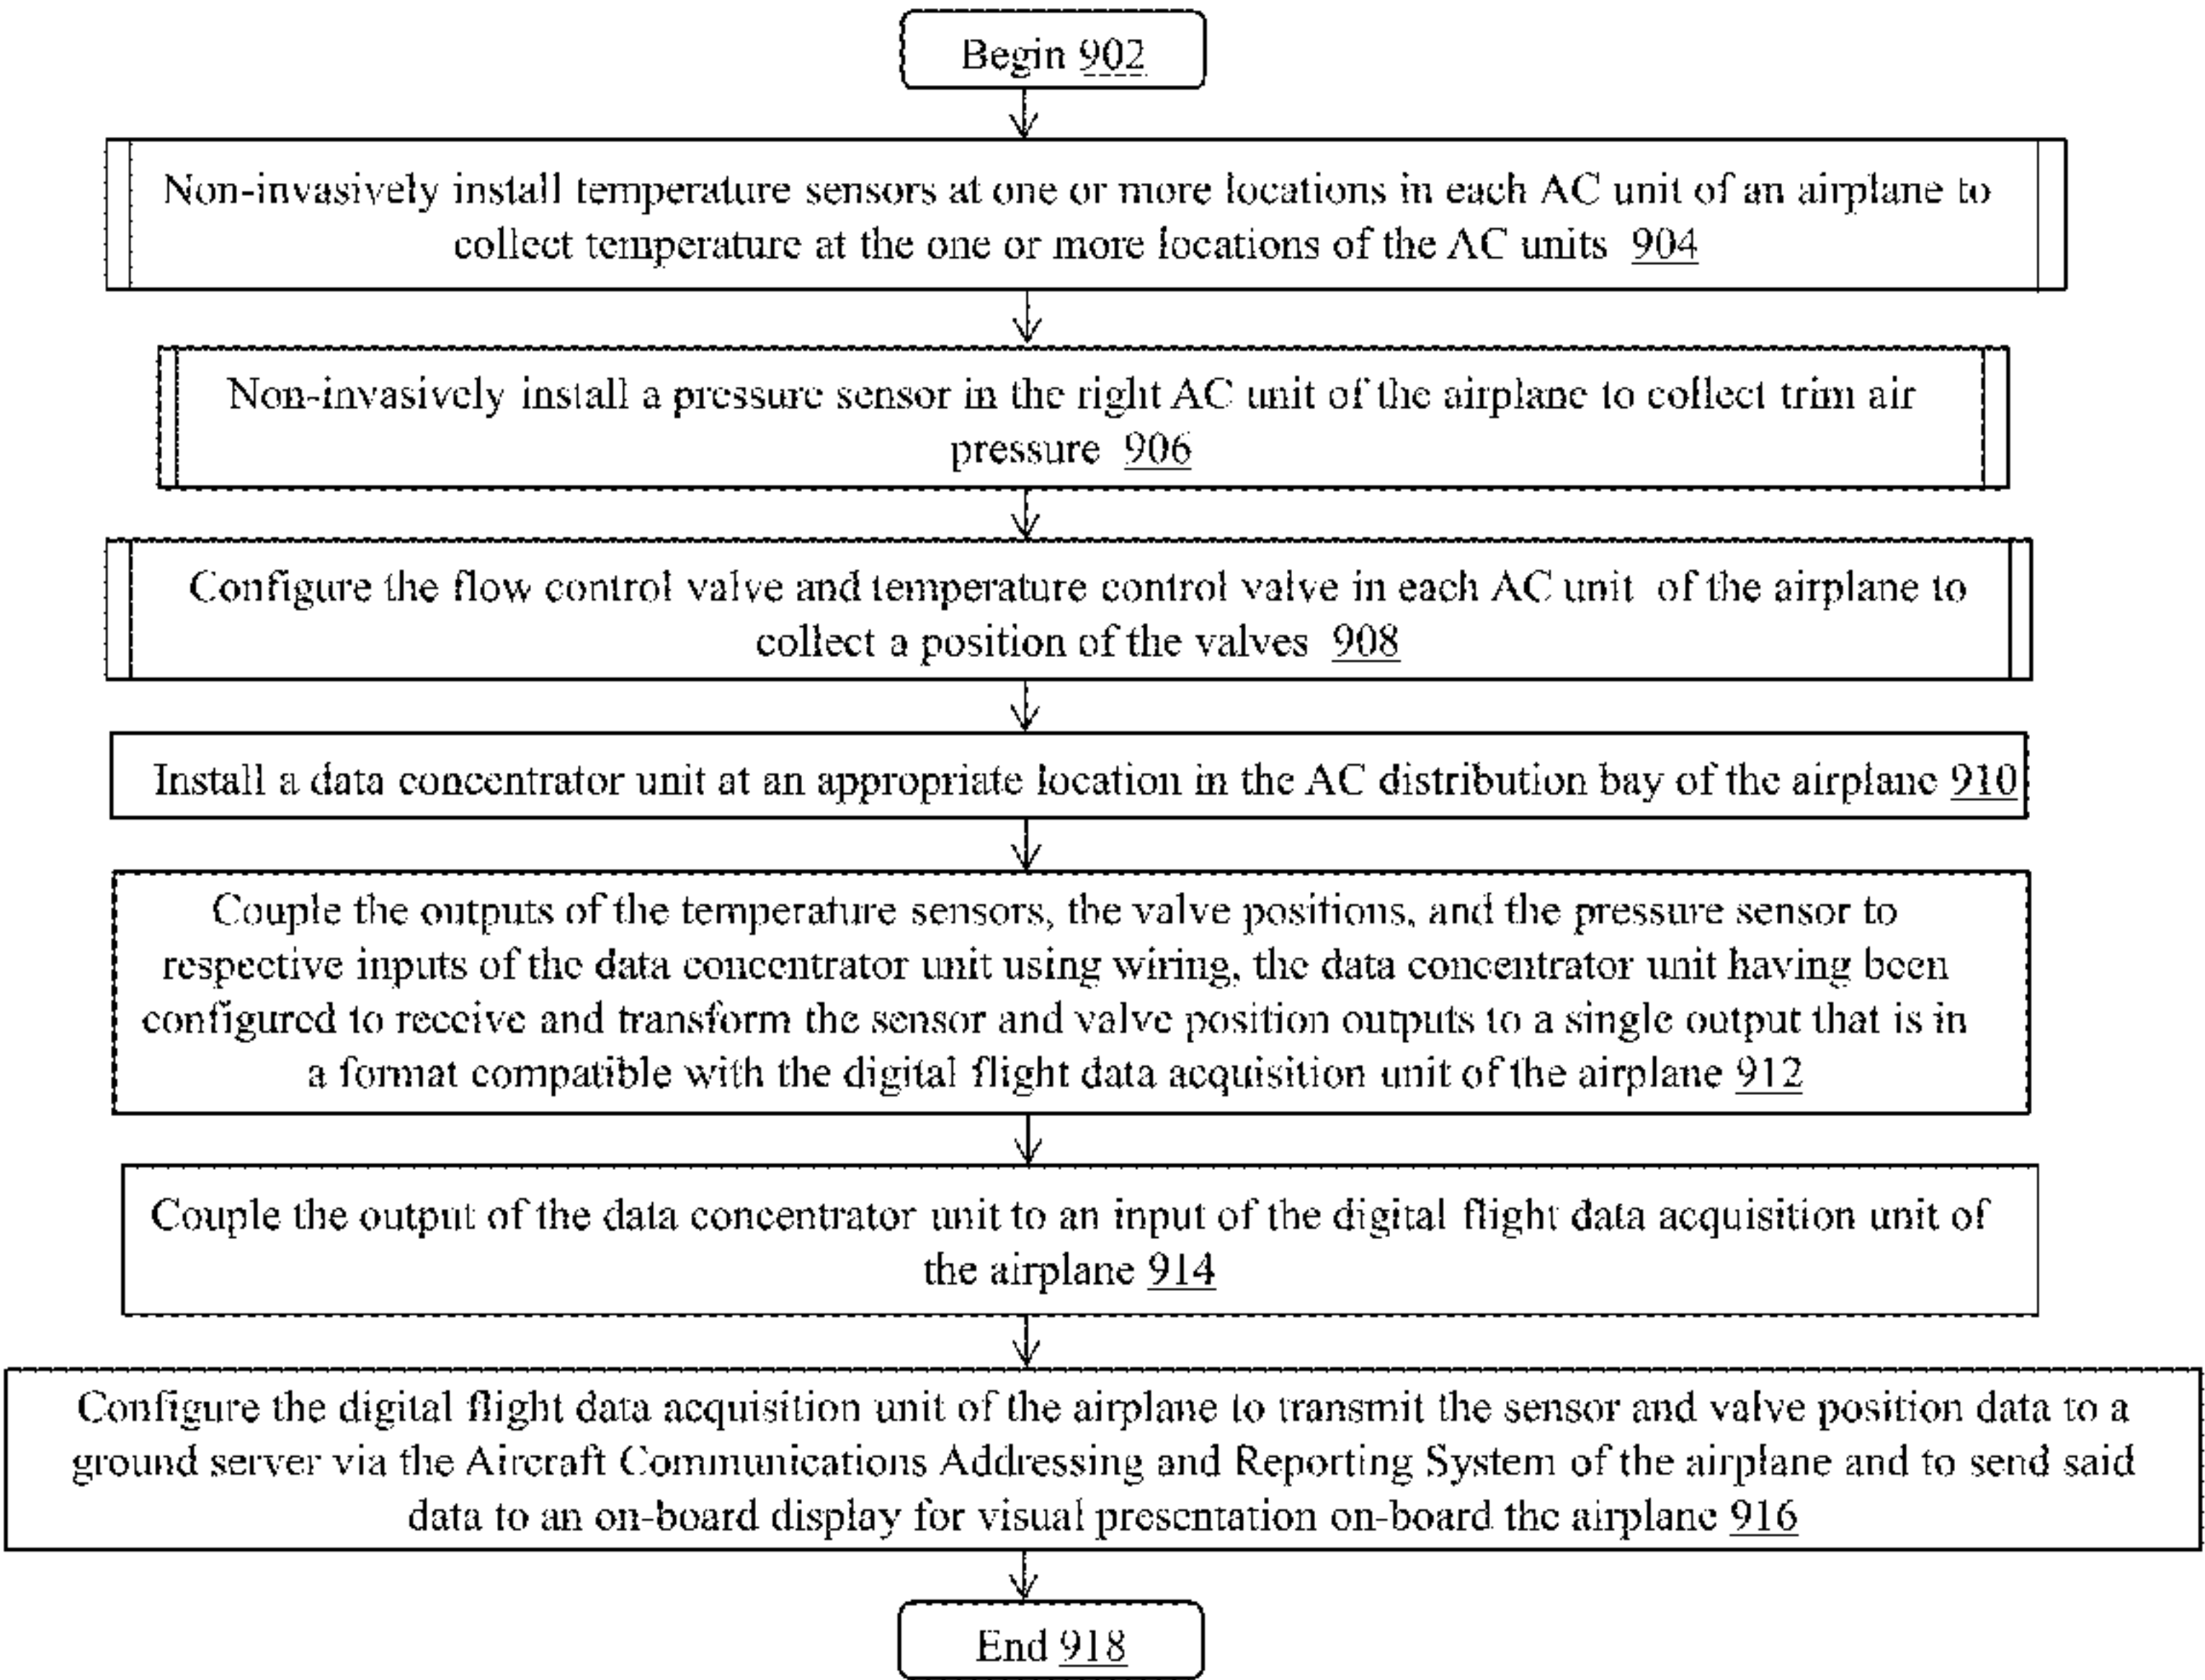 Begin 902
Non-invasively install temperature sensors at one or more locations in each AC unit of an airplane to
collect temperature at the one or more locations of the AC units 904
Non-invasively install a pressure sensor in the right AC unit of the airplane to collect trim air
pressure 906
Configure the flow control valve and temperature control valve in each AC unit of the airplane to
collect a position of the valves 908
Install a data concentrator unit at an appropriate location in the AC distribution bay of the airplane 910
Couple the outputs of the temperature sensors, the valve positions, and the pressure sensor to
respective inputs of the data concentrator unit using wiring, the data concentrator unit having been
configured to receive and transform the sensor and valve position outputs to a single output that is in
a format compatible with the digital flight data acquisition unit of the airplane 912
Couple the output of the data concentrator unit to an input of the digital flight data acquisition unit of
the airplane 914
Configure the digital flight data acquisition unit of the airplane to transmit the sensor and valve position data to a
ground server via the Aircraft Communications Addressing and Reporting System of the airplane and to send said
data to an on-board display for visual presentation on-board the airplane 916
End 918